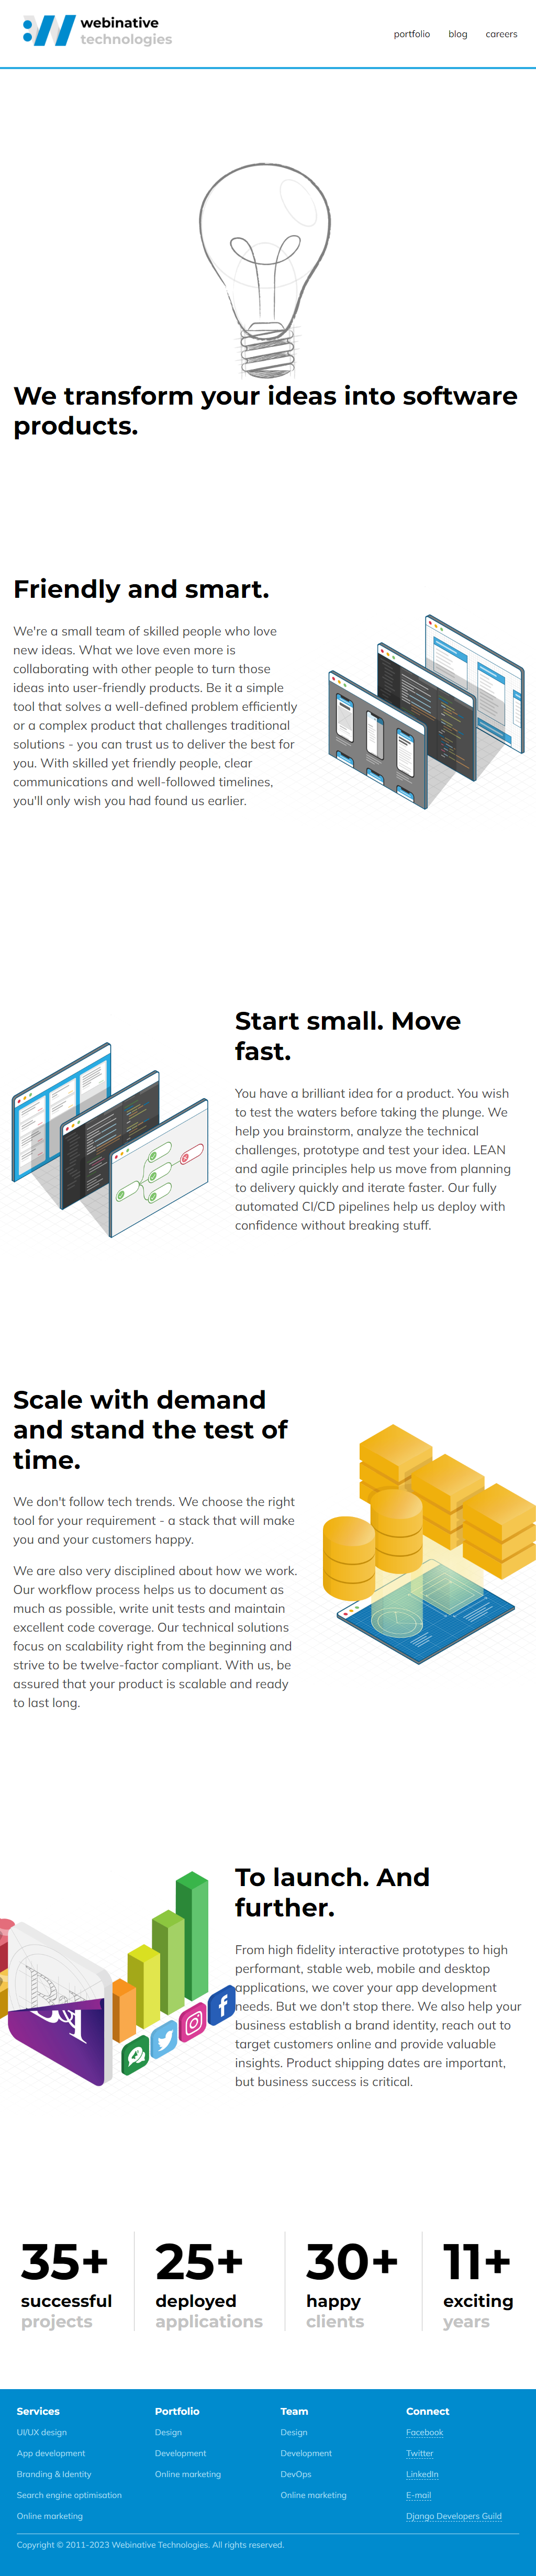 webinative
technologies
portfolio
blog
careers
We transform your ideas into software
products.
Friendly and smart.
We're a small team of skilled people who love
new ideas. What we love even more is
collaborating with other people to turn those
ideas into user-friendly products. Be it a simple
tool that solves a well-defined problem efficiently
or a complex product that challenges traditional
solutions - you can trust us to deliver the best for
you. With skilled yet friendly people, clear
communications and well-followed timelines,
you'll only wish you had found us earlier.
Start small. Move
fast.
You have a brilliant idea for a product. You wish
to test the waters before taking the plunge. We
help you brainstorm, analyze the technical
challenges, prototype and test your idea. LEAN
and agile principles help us move from planning
to delivery quickly and iterate faster. Our fully
automated CI/CD pipelines help us deploy with
confidence without breaking stuff.
Scale with demand
and stand the test of
time.
We don't follow tech trends. We choose the right
tool for your requirement - a stack that will make
you and your customers happy.
We are also very disciplined about how we work.
Our workflow process helps us to document as
much as possible, write unit tests and maintain
excellent code coverage. Our technical solutions
focus on scalability right from the beginning and
strive to be twelve-factor compliant. With us, be
assured that your product is scalable and ready
to last long.
To launch. And
further.
From high fidelity interactive prototypes to high
performant, stable web, mobile and desktop
applications, we cover your app development
needs. But we don't stop there. We also help your
business establish a brand identity, reach out to
target customers online and provide valuable
insights. Product shipping dates are important,
but business success is critical.
35+
successful
projects
25+
deployed
applications
30+
happy
clients
11+
exciting
years
Services
UI/UX design
App development
Branding & Identity
Search engine optimisation
Online marketing
Portfolio
Design
Development
Online marketing
Team
Design
Development
DevOps
Online marketing
Connect
Facebook
Twitter
LinkedIn
E-mail
Django Developers Guild
Copyright © 2011-2023 Webinative Technologies. All rights reserved.